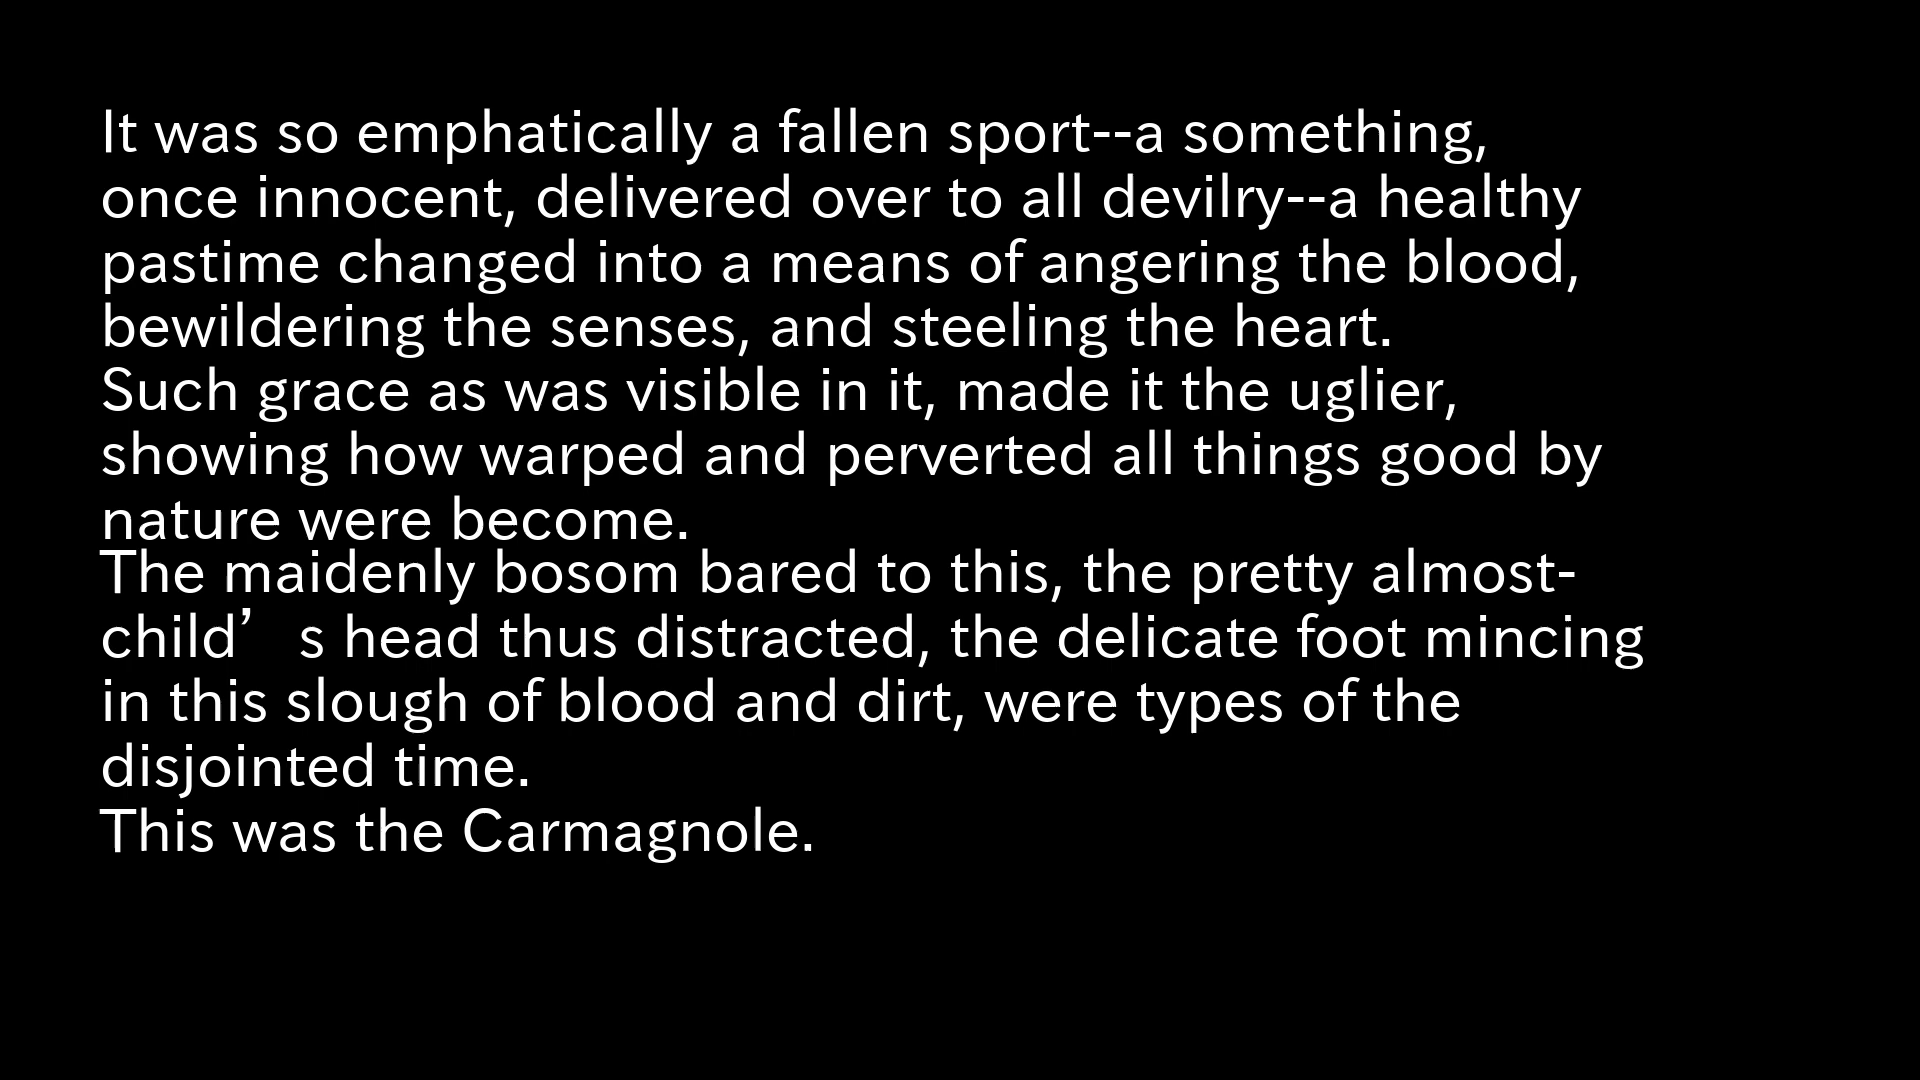 It was so emphatically a fallen sport--a something,
once innocent, delivered over to all devilry--a healthy
pastime changed into a means of angering the blood,
bewildering the senses, and steeling the heart.
Such grace as was visible in it, made it the uglier,
showing how warped and perverted all things good by
nature were become.
The maidenly bosom bared to this, the pretty almost-
child’s head thus distracted, the delicate foot mincing
in this slough of blood and dirt, were types of the
disjointed time.
This was the Carmagnole.